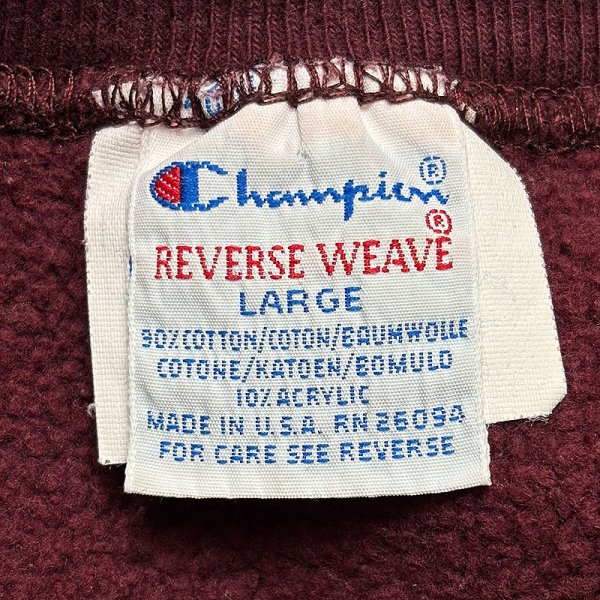 Champion®
REVERSE WEAVE®
LARGE
90% COTTON/COTON/BAUMWOLLE
COTONE/KATOEN/BOMULD
10% ACRYLIC
MADE IN U.S.A. RN 26094
FOR CARE SEE REVERSE